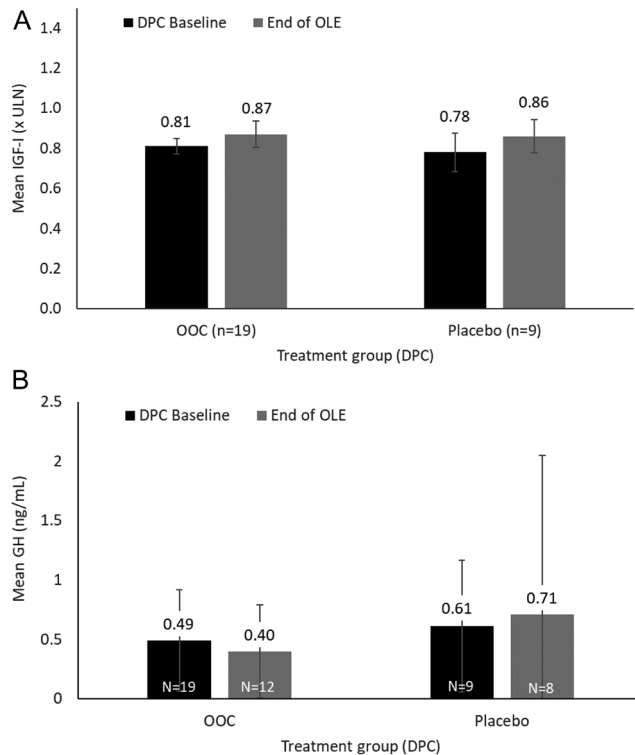 A
DPC Baseline End of OLE
Mean IGF-I (x ULN)
1.4
1.2
1.0
0.8
0.6
0.4
0.2
0.0
0.81
0.87
0.78
0.86
OOC (n=19) Placebo (n=9)
Treatment group (DPC)
B
DPC Baseline End of OLE
Mean GH (ng/mL)
2.5
2
1.5
1
0.5
0
0.49
0.40
0.61
0.71
N=19 N=12 N=9 N=8
OOC Placebo
Treatment group (DPC)